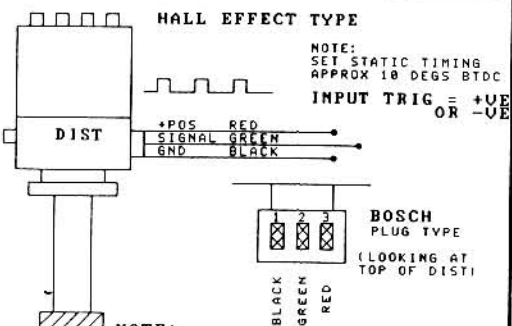 HALL EFFECT TYPE
NOTE:
SET STATIC TIMING
APPROX 10 DEGS BTDC
INPUT TRIG = +VE
OR -VE
DIST
+POS RED
SIGNAL GREEN
GND BLACK
1 2 3
BOSCH
PLUG TYPE
(LOOKING AT
TOP OF DIST)
BLACK
GREEN
RED
NOTE: